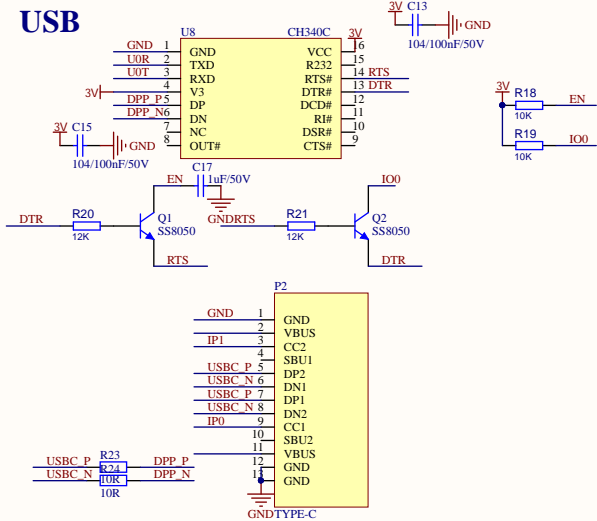 USB
3V C13
GND
104/100nF/50V
U8 CH340C
GND 1 GND VCC 16 3V
U0R 2 TXD R232 15
U0T 3 RXD RTS# 14 RTS
3V 4 V3 DTR# 13 DTR
DPP_P 5 DP DCD# 12
DPP_N 6 DN RI# 11
7 NC DSR# 10
8 OUT# CTS# 9
3V C15
GND
104/100nF/50V
3V R18 EN
10K
R19 IO0
10K
EN C17
1uF/50V
GND
DTR R20
12K
Q1
SS8050
RTS
RTS R21
12K
IO0
Q2
SS8050
DTR
P2
GND 1 GND
2 VBUS
IP1 3 CC2
4 SBU1
USBC_P 5 DP2
USBC_N 6 DN1
USBC_P 7 DP1
USBC_N 8 DN2
IP0 9 CC1
10 SBU2
11 VBUS
12 GND
13 GND
GND TYPE-C
R23
USBC_P DPP_P
R24
10R
USBC_N DPP_N
10R